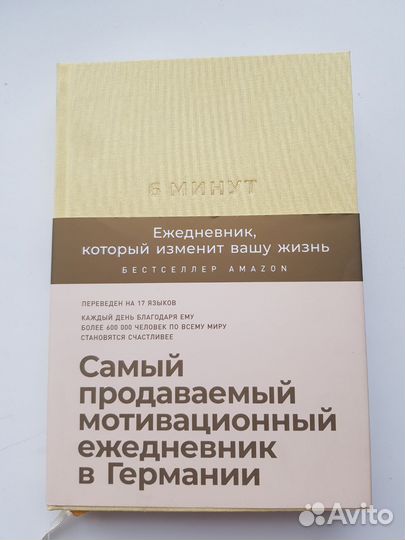 6 МИНУТ
Ежедневник,
который изменит вашу жизнь
БЕСТСЕЛЛЕР AMAZON
ПЕРЕВЕДЕН НА 17 ЯЗЫКОВ
КАЖДЫЙ ДЕНЬ БЛАГОДАРЯ ЕМУ
БОЛЕЕ 600 000 ЧЕЛОВЕК ПО ВСЕМУ МИРУ
СТАНОВЯТСЯ СЧАСТЛИВЕЕ
Самый
продаваемый
мотивационный
ежедневник
в Германии
Avito